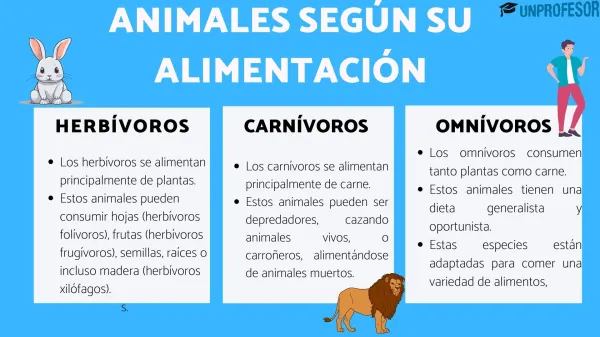 UNPROFESOR
ANIMALES SEGÚN SU
ALIMENTACIÓN
HERBÍVOROS
• Los herbívoros se alimentan
principalmente de plantas.
• Estos animales pueden
consumir hojas (herbívoros
folívoros), frutas (herbívoros
frugívoros), semillas, raíces o
incluso madera (herbívoros
xilófagos).
s.
CARNÍVOROS
• Los carnívoros se alimentan
principalmente de carne.
• Estos animales pueden ser
depredadores, cazando
animales vivos, o
carroñeros, alimentándose
de animales muertos.
OMNÍVOROS
• Los omnívoros consumen
tanto plantas como carne.
• Estos animales tienen una
dieta generalista y
oportunista.
• Estas especies están
adaptadas para comer una
variedad de alimentos,